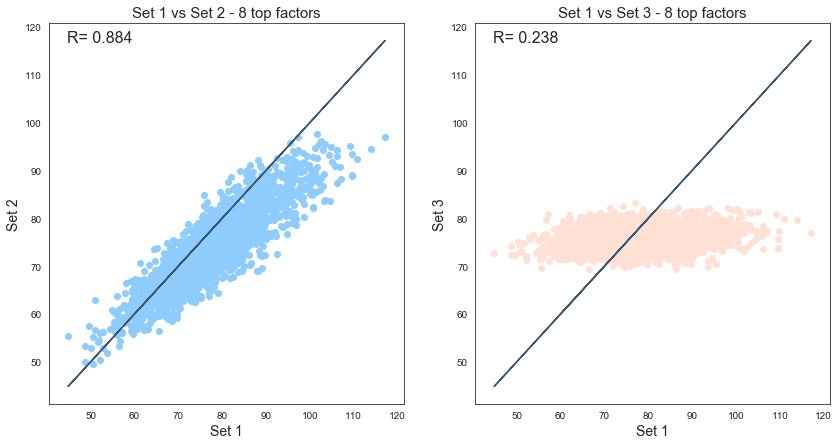 Set 1 vs Set 2 - 8 top factors
R= 0.884
120
110
100
90
80
70
60
50
Set 2
50 60 70 80 90 100 110 120
Set 1
Set 1 vs Set 3 - 8 top factors
R= 0.238
120
110
100
90
80
70
60
50
Set 3
50 60 70 80 90 100 110 120
Set 1